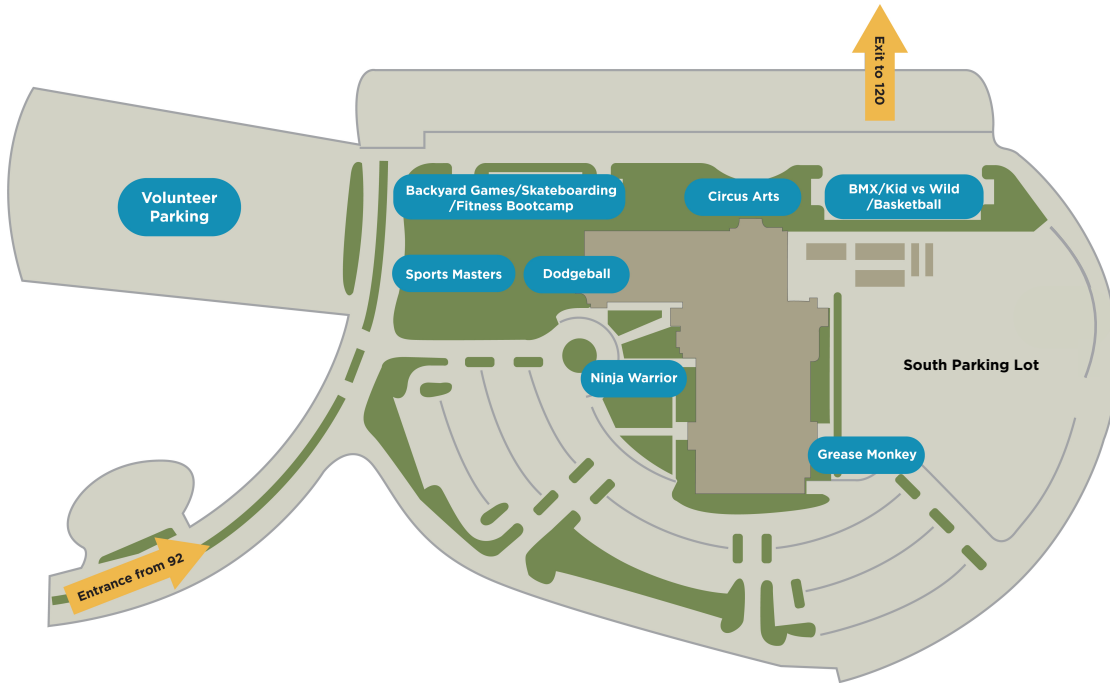 Exit to 120
Volunteer
Parking
Backyard Games/Skateboarding
/Fitness Bootcamp
Circus Arts
BMX/Kid vs Wild
/Basketball
Sports Masters
Dodgeball
South Parking Lot
Ninja Warrior
Grease Monkey
Entrance from 92